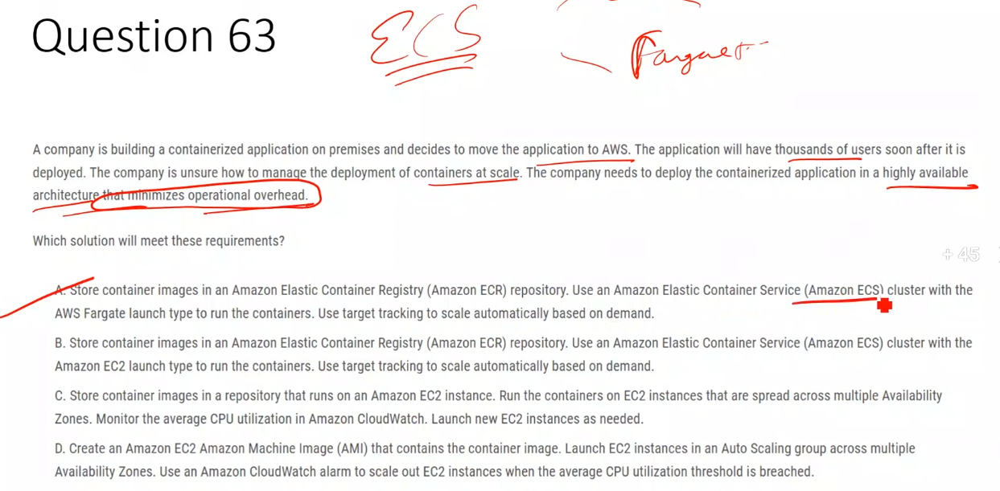 Question 63
ECS
Fargate
A company is building a containerized application on premises and decides to move the application to AWS. The application will have thousands of users soon after it is
deployed. The company is unsure how to manage the deployment of containers at scale. The company needs to deploy the containerized application in a highly available
architecture that minimizes operational overhead.
Which solution will meet these requirements?
+ 45
A. Store container images in an Amazon Elastic Container Registry (Amazon ECR) repository. Use an Amazon Elastic Container Service (Amazon ECS) cluster with the
AWS Fargate launch type to run the containers. Use target tracking to scale automatically based on demand.
B. Store container images in an Amazon Elastic Container Registry (Amazon ECR) repository. Use an Amazon Elastic Container Service (Amazon ECS) cluster with the
Amazon EC2 launch type to run the containers. Use target tracking to scale automatically based on demand.
C. Store container images in a repository that runs on an Amazon EC2 instance. Run the containers on EC2 instances that are spread across multiple Availability
Zones. Monitor the average CPU utilization in Amazon CloudWatch. Launch new EC2 instances as needed.
D. Create an Amazon EC2 Amazon Machine Image (AMI) that contains the container image. Launch EC2 instances in an Auto Scaling group across multiple
Availability Zones. Use an Amazon CloudWatch alarm to scale out EC2 instances when the average CPU utilization threshold is breached.